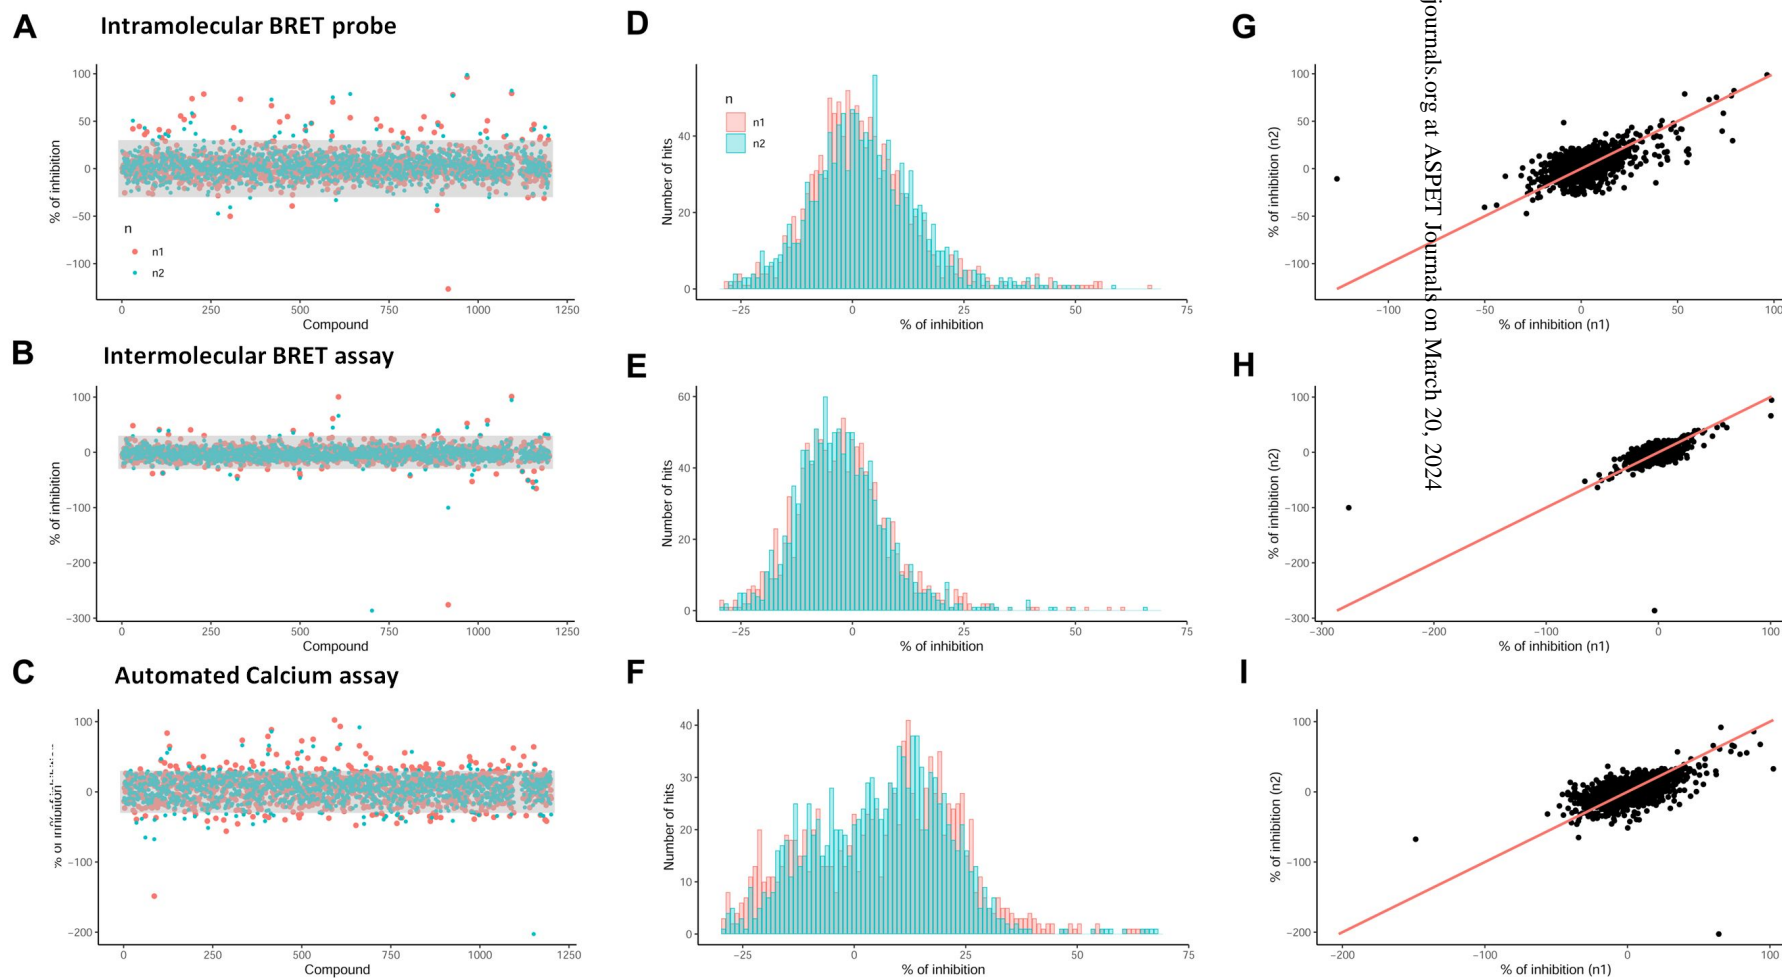 A
Intramolecular BRET probe
100
50
0
−50
−100
% of inhibition
n
n1
n2
0
250
500
750
1000
1250
Compound
D
40
20
0
Number of hits
n
n1
n2
−25
0
25
50
75
% of inhibition
G
100
50
0
−50
−100
% of inhibition (n2)
−100
−50
0
50
100
% of inhibition (n1)
journals.org at ASPET Journals on March 20, 2024
B
Intermolecular BRET assay
100
0
−100
−200
−300
% of inhibition
0
250
500
750
1000
1250
Compound
E
60
40
20
0
Number of hits
−25
0
25
50
75
% of inhibition
H
100
0
−100
−200
−300
% of inhibition (n2)
−300
−200
−100
0
100
% of inhibition (n1)
C
Automated Calcium assay
100
0
−100
−200
% of inhibition
0
250
500
750
1000
1250
Compound
F
40
30
20
10
0
Number of hits
−25
0
25
50
75
% of inhibition
I
100
0
−100
−200
% of inhibition (n2)
−200
−100
0
100
% of inhibition (n1)